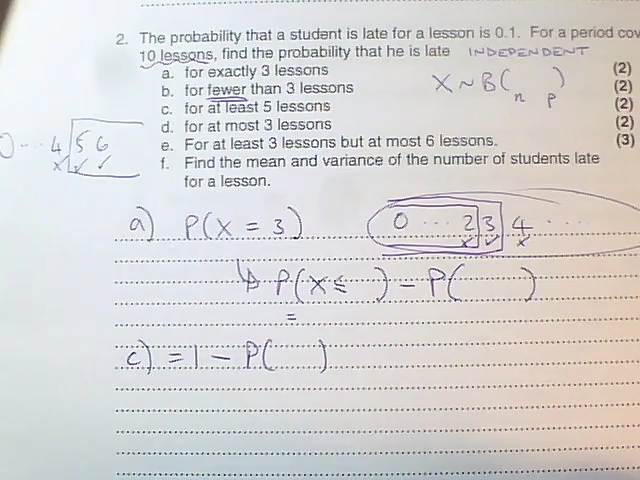 2. The probability that a student is late for a lesson is 0.1. For a period cov
10 lessons, find the probability that he is late INDEPENDENT
a. for exactly 3 lessons (2)
X ~ B( n p )
b. for fewer than 3 lessons (2)
c. for at least 5 lessons (2)
d. for at most 3 lessons (2)
0 ... 4 5 6
x ✓ ✓
e. For at least 3 lessons but at most 6 lessons. (3)
f. Find the mean and variance of the number of students late
for a lesson.
a) P(X = 3) 0 ... 2 3 4 ...
x ✓ x
↳ P(X ≤ ) - P( )
=
c) = 1 - P( )